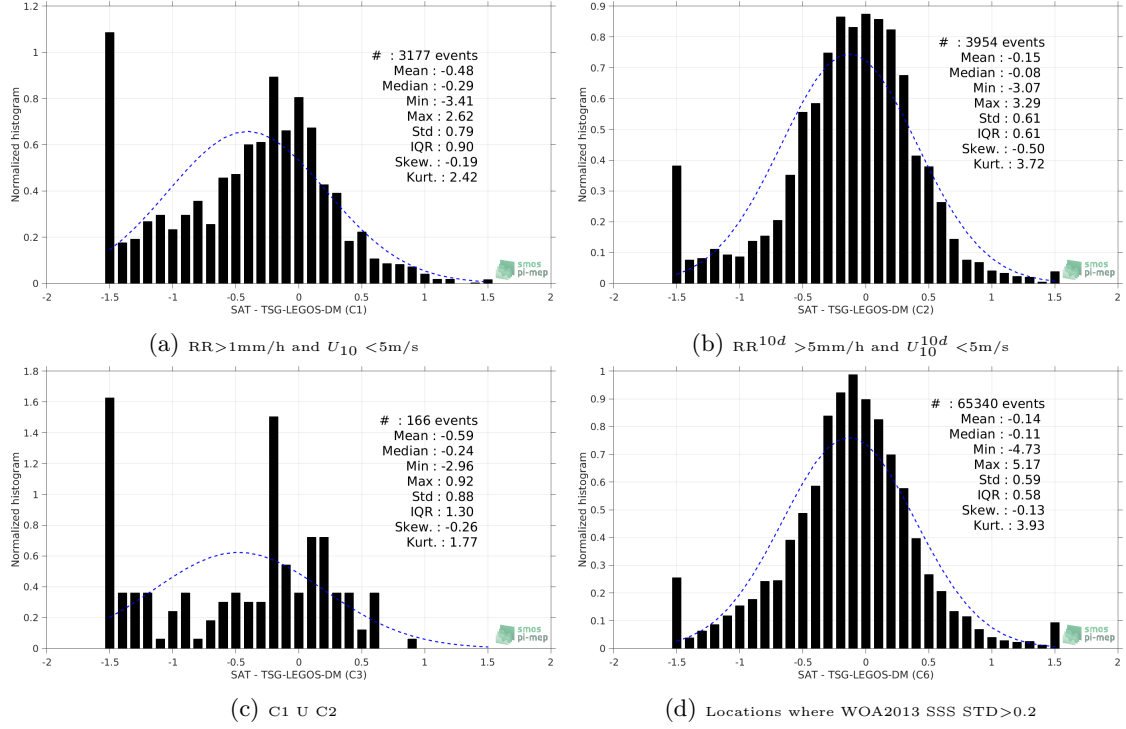 1.2
1
0.8
0.6
0.4
0.2
0
-2
-1.5
-1
-0.5
0
0.5
1
1.5
2
Normalized histogram
SAT - TSG-LEGOS-DM (C1)
# : 3177 events
Mean : -0.48
Median : -0.29
Min : -3.41
Max : 2.62
Std : 0.79
IQR : 0.90
Skew. : -0.19
Kurt. : 2.42
smos
pi-mep
(a) RR>1mm/h and U10 <5m/s
0.9
0.8
0.7
0.6
0.5
0.4
0.3
0.2
0.1
0
-2
-1.5
-1
-0.5
0
0.5
1
1.5
2
Normalized histogram
SAT - TSG-LEGOS-DM (C2)
# : 3954 events
Mean : -0.15
Median : -0.08
Min : -3.07
Max : 3.29
Std : 0.61
IQR : 0.61
Skew. : -0.50
Kurt. : 3.72
smos
pi-mep
(b) RR^10d >5mm/h and U10^10d <5m/s
1.8
1.6
1.4
1.2
1
0.8
0.6
0.4
0.2
0
-2
-1.5
-1
-0.5
0
0.5
1
1.5
2
Normalized histogram
SAT - TSG-LEGOS-DM (C3)
# : 166 events
Mean : -0.59
Median : -0.24
Min : -2.96
Max : 0.92
Std : 0.88
IQR : 1.30
Skew. : -0.26
Kurt. : 1.77
smos
pi-mep
(c) C1 U C2
1
0.9
0.8
0.7
0.6
0.5
0.4
0.3
0.2
0.1
0
-2
-1.5
-1
-0.5
0
0.5
1
1.5
2
Normalized histogram
SAT - TSG-LEGOS-DM (C6)
# : 65340 events
Mean : -0.14
Median : -0.11
Min : -4.73
Max : 5.17
Std : 0.59
IQR : 0.58
Skew. : -0.13
Kurt. : 3.93
smos
pi-mep
(d) Locations where WOA2013 SSS STD>0.2